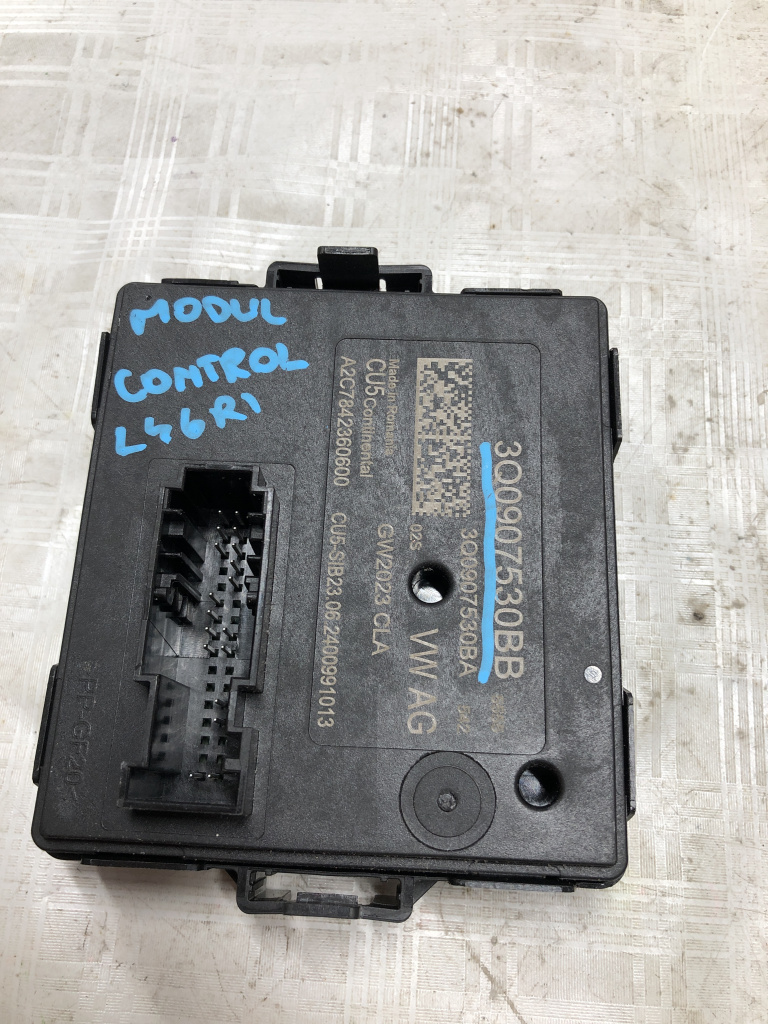 MODUL
CONTROL
L46R1
3Q0907530BB
3Q0907530BA
02S
VW AG
GW2023 CLA
Made in Romania
CU5 Continental
A2C7842360600
CU5-SIB23 06 2400991013